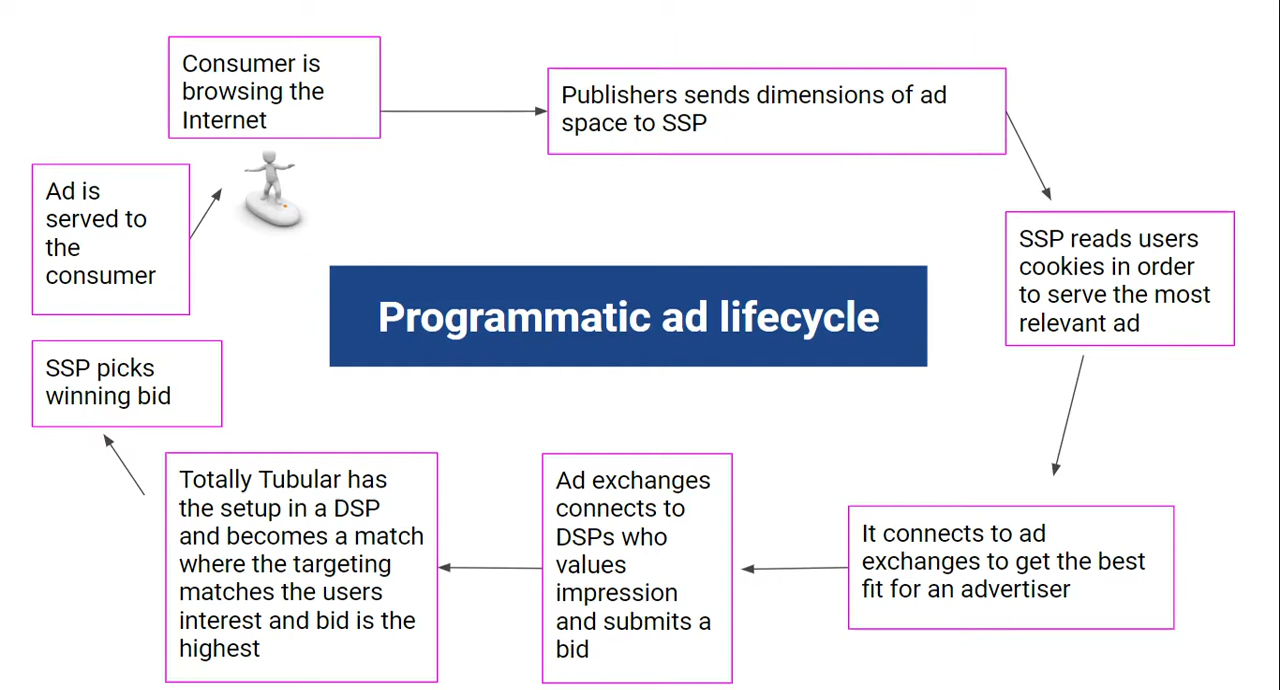 Consumer is
browsing the
Internet
Publishers sends dimensions of ad
space to SSP
SSP reads users
cookies in order
to serve the most
relevant ad
It connects to ad
exchanges to get the best
fit for an advertiser
Ad exchanges
connects to
DSPs who
values
impression
and submits a
bid
Totally Tubular has
the setup in a DSP
and becomes a match
where the targeting
matches the users
interest and bid is the
highest
SSP picks
winning bid
Ad is
served to
the
consumer
Programmatic ad lifecycle